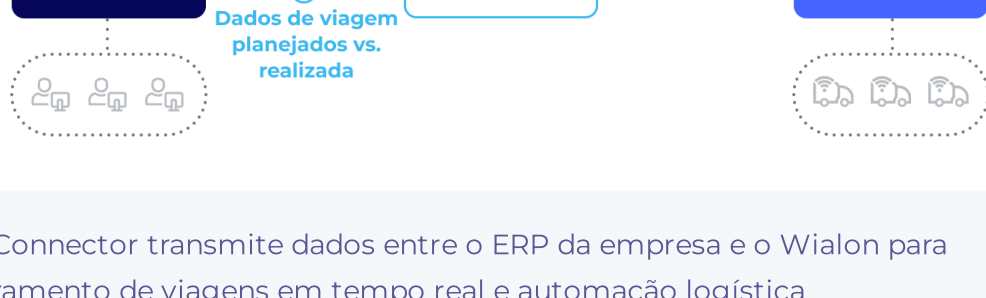 Dados de viagem
planejados vs.
realizada
Connector transmite dados entre o ERP da empresa e o Wialon para
de viagens em tempo real e automação logística